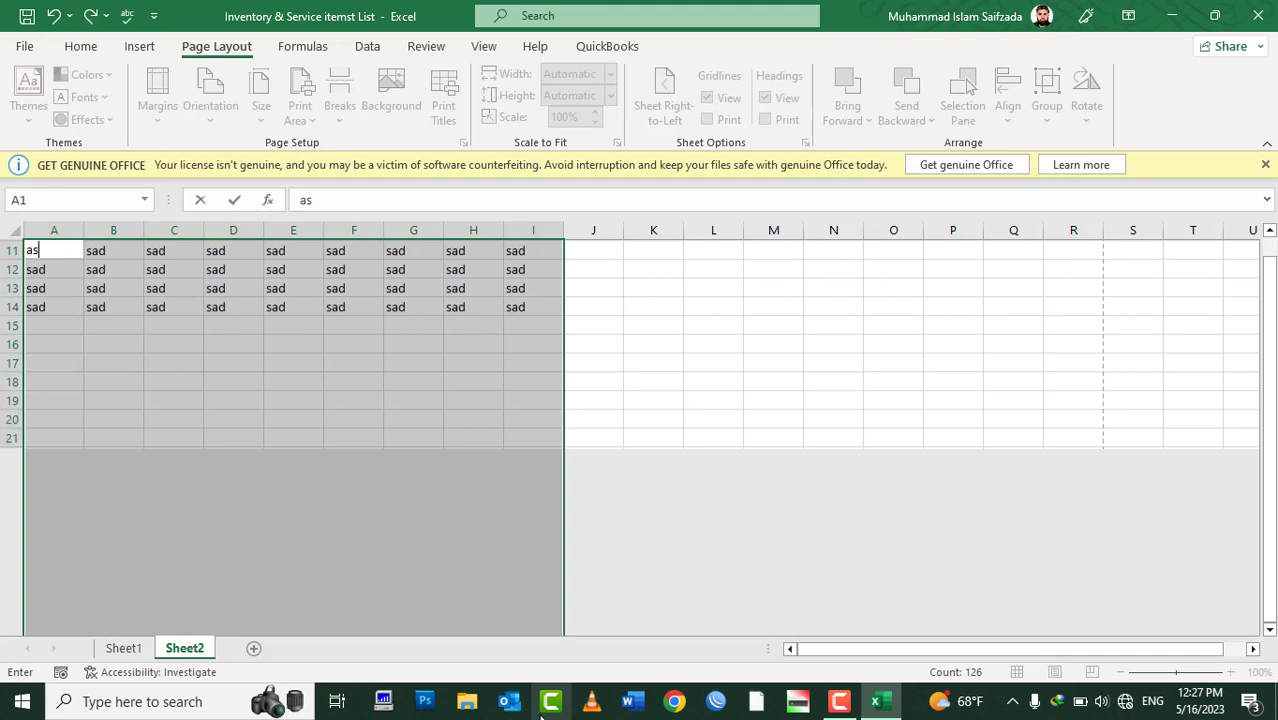 Inventory & Service itemst List - Excel
Search
Muhammad Islam Saifzada
File Home Insert Page Layout Formulas Data Review View Help QuickBooks Share
Aa Colors Width: Automatic Gridlines Headings
Fonts Height: Automatic View View
Effects Scale: 100% Print Print
Themes Margins Orientation Size Print Area Breaks Background Print Titles Sheet Right-to-Left Bring Forward Send Backward Selection Pane Align Group Rotate
Themes Page Setup Scale to Fit Sheet Options Arrange
GET GENUINE OFFICE Your license isn't genuine, and you may be a victim of software counterfeiting. Avoid interruption and keep your files safe with genuine Office today. Get genuine Office Learn more
A1 fx as
A B C D E F G H I J K L M N O P Q R S T U
11 as sad sad sad sad sad sad sad sad
12 sad sad sad sad sad sad sad sad sad
13 sad sad sad sad sad sad sad sad sad
14 sad sad sad sad sad sad sad sad sad
15
16
17
18
19
20
21
Sheet1 Sheet2
Enter Accessibility: Investigate Count: 126 100%
Type here to search Ps 68°F ENG 12:27 PM
5/16/2023 3